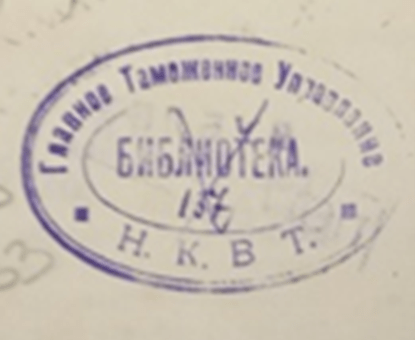 Главное Таможенное Управление
БИБЛИОТЕКА.
Н. К. В Т.